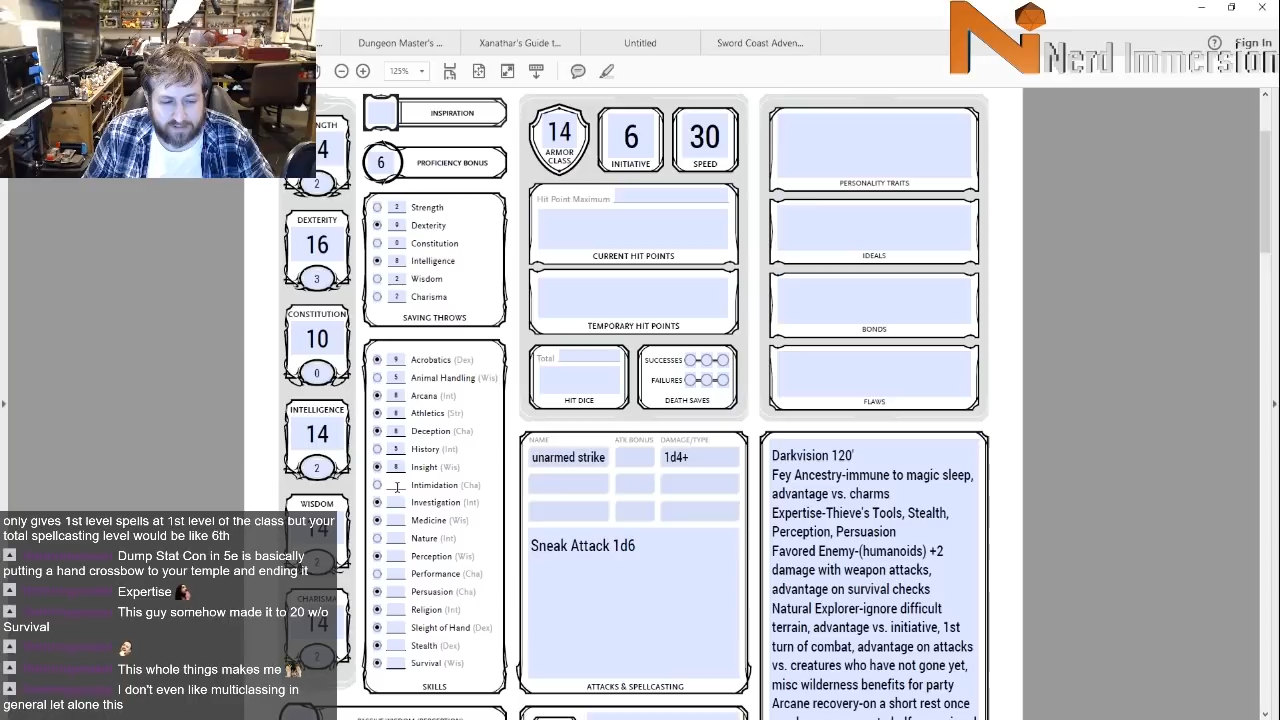 Dungeon Master's ...
Xanathar's Guide t...
Untitled
Sword Coast Adven...
Nerd Immersion
Sign In
125%
NGTH
4
2
DEXTERITY
16
3
CONSTITUTION
10
0
INTELLIGENCE
14
2
WISDOM
14
2
CHARISMA
14
2
INSPIRATION
6
PROFICIENCY BONUS
2 Strength
9 Dexterity
0 Constitution
8 Intelligence
2 Wisdom
2 Charisma
SAVING THROWS
9 Acrobatics (Dex)
5 Animal Handling (Wis)
8 Arcana (Int)
8 Athletics (Str)
8 Deception (Cha)
5 History (Int)
8 Insight (Wis)
Intimidation (Cha)
Investigation (Int)
Medicine (Wis)
Nature (Int)
Perception (Wis)
Performance (Cha)
Persuasion (Cha)
Religion (Int)
Sleight of Hand (Dex)
Stealth (Dex)
Survival (Wis)
SKILLS
14
ARMOR
CLASS
6
INITIATIVE
30
SPEED
Hit Point Maximum
CURRENT HIT POINTS
TEMPORARY HIT POINTS
Total
HIT DICE
SUCCESSES
FAILURES
DEATH SAVES
NAME ATK BONUS DAMAGE/TYPE
unarmed strike 1d4+
Sneak Attack 1d6
ATTACKS & SPELLCASTING
PERSONALITY TRAITS
IDEALS
BONDS
FLAWS
Darkvision 120'
Fey Ancestry-immune to magic sleep,
advantage vs. charms
Expertise-Thieve's Tools, Stealth,
Perception, Persuasion
Favored Enemy-(humanoids) +2
damage with weapon attacks,
advantage on survival checks
Natural Explorer-ignore difficult
terrain, advantage vs. initiative, 1st
turn of combat, advantage on attacks
vs. creatures who have not gone yet,
misc wilderness benefits for party
Arcane recovery-on a short rest once
only gives 1st level spells at 1st level of the class but your
total spellcasting level would be like 6th
Dump Stat Con in 5e is basically
putting a hand crossbow to your temple and ending it
Expertise
This guy somehow made it to 20 w/o
Survival
This whole things makes me
I don't even like multiclassing in
general let alone this